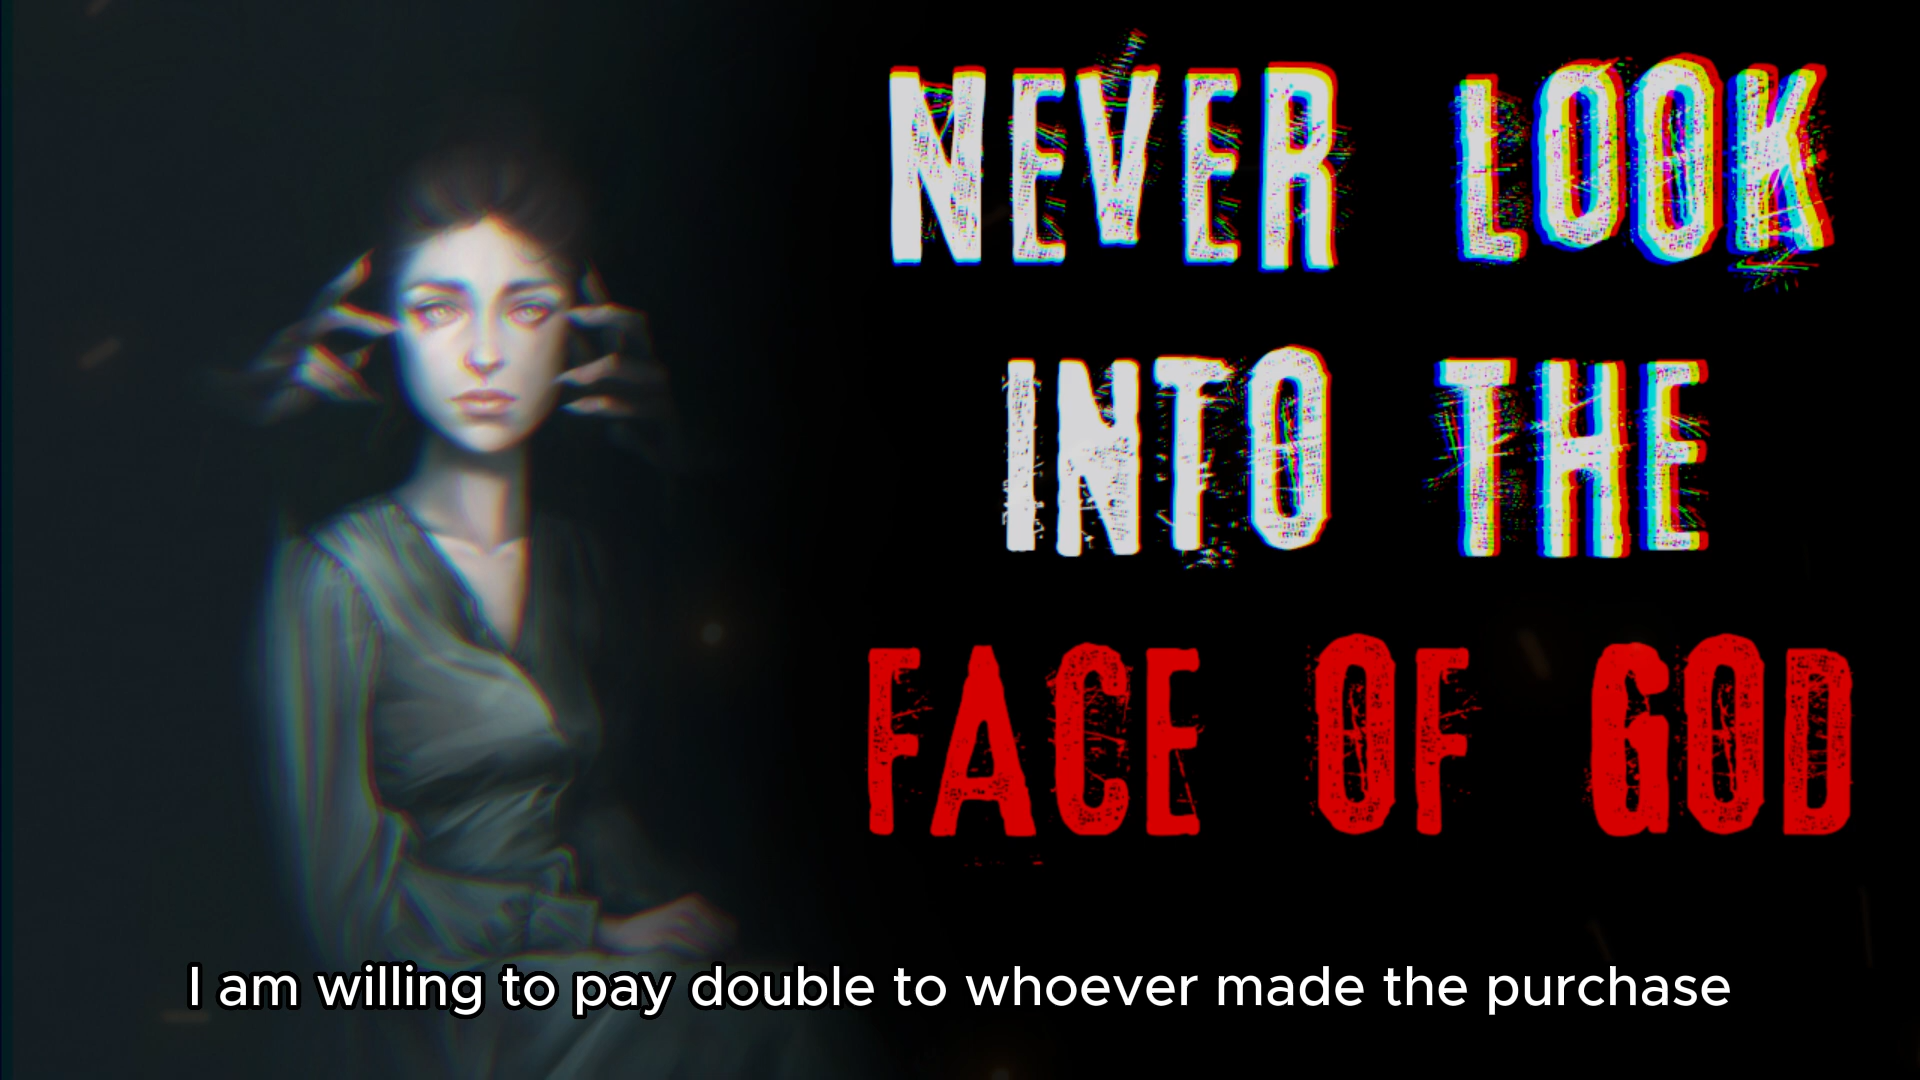 NEVER LOOK
INTO THE
FACE OF GOD
I am willing to pay double to whoever made the purchase